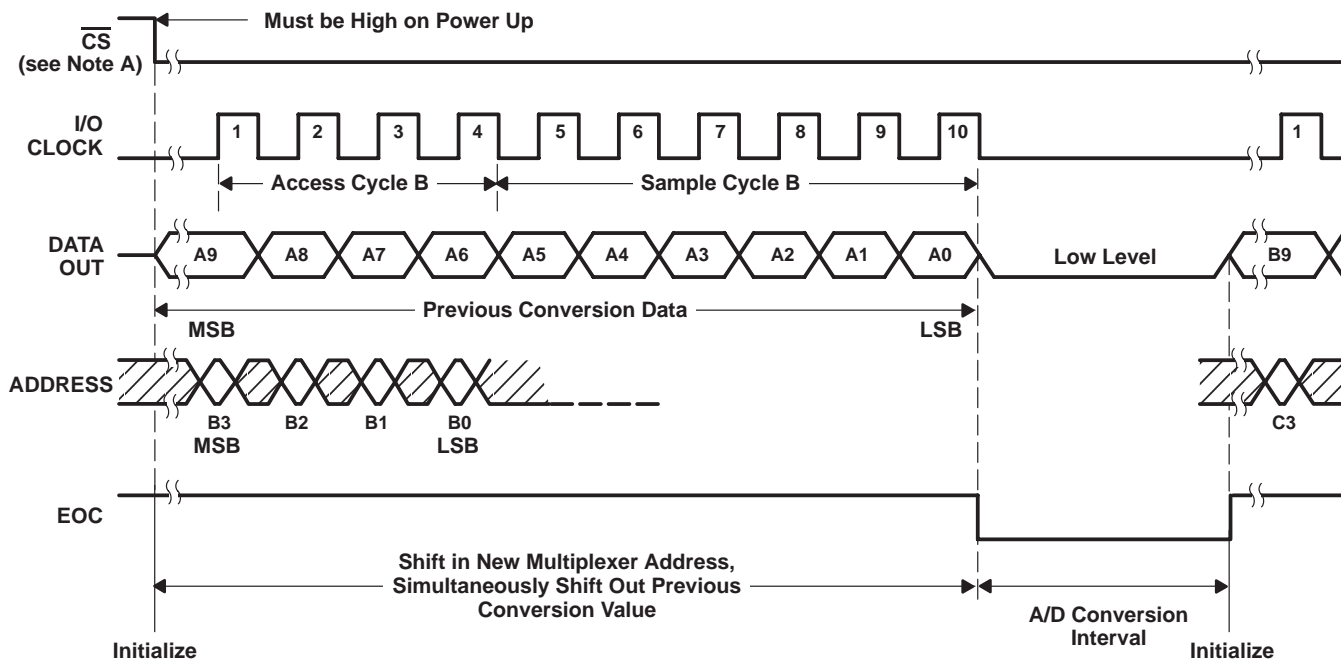 Must be High on Power Up
CS
(see Note A)
I/O
CLOCK
1 2 3 4 5 6 7 8 9 10 1
Access Cycle B Sample Cycle B
DATA
OUT
A9 A8 A7 A6 A5 A4 A3 A2 A1 A0 Low Level B9
Previous Conversion Data
MSB LSB
ADDRESS
B3 B2 B1 B0 C3
MSB LSB
EOC
Shift in New Multiplexer Address,
Simultaneously Shift Out Previous
Conversion Value
A/D Conversion
Interval
Initialize Initialize